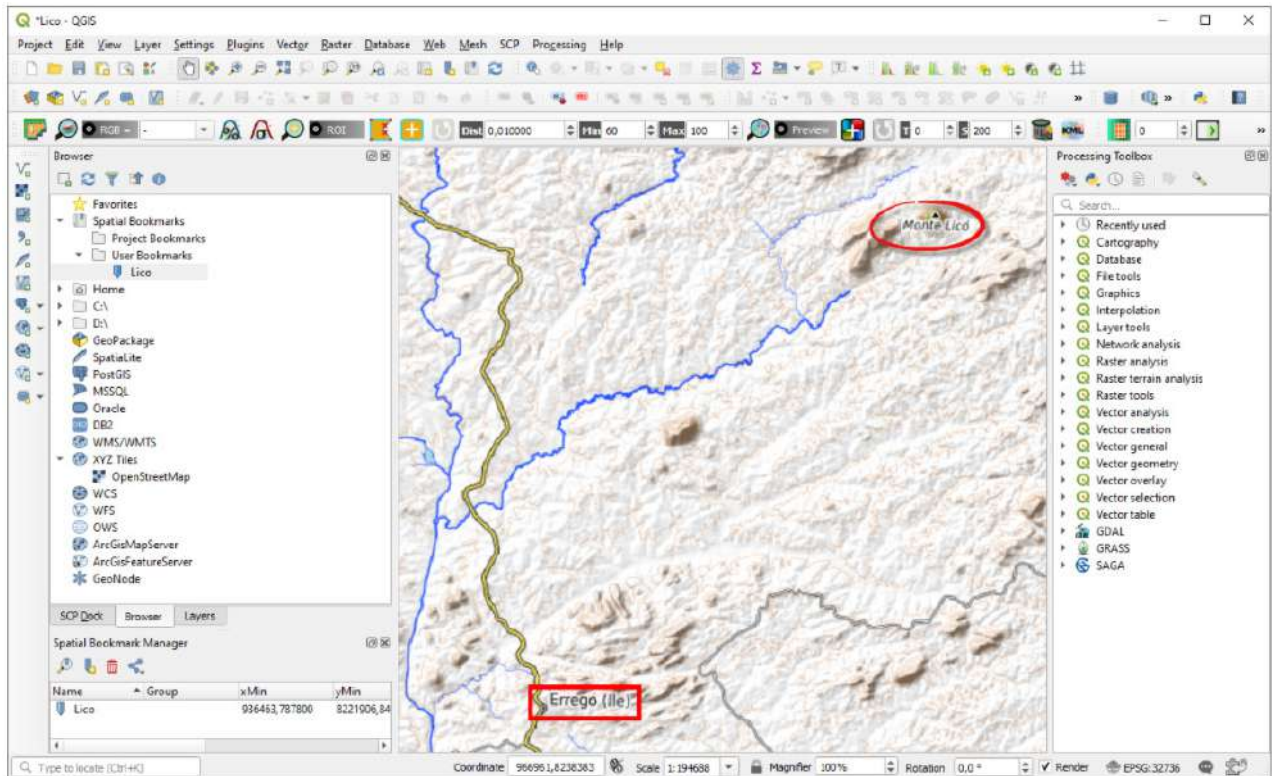 *Lico - QGIS
Project Edit View Layer Settings Plugins Vector Raster Database Web Mesh SCP Processing Help
RGB = - Dist 0,010000 Min 60 Max 100 Preview T 0 S 200 KML 0
ROI
Browser
Favorites
Spatial Bookmarks
Project Bookmarks
User Bookmarks
Lico
Home
C:\
D:\
GeoPackage
SpatiaLite
PostGIS
MSSQL
Oracle
DB2
WMS/WMTS
XYZ Tiles
OpenStreetMap
WCS
WFS
OWS
ArcGisMapServer
ArcGisFeatureServer
GeoNode
SCP Dock Browser Layers
Spatial Bookmark Manager
Name Group xMin yMin
Lico 936463,787800 8221906,84
Monte Lico
Errego (Ile)
Processing Toolbox
Search...
Recently used
Cartography
Database
File tools
Graphics
Interpolation
Layer tools
Network analysis
Raster analysis
Raster terrain analysis
Raster tools
Vector analysis
Vector creation
Vector general
Vector geometry
Vector overlay
Vector selection
Vector table
GDAL
GRASS
SAGA
Type to locate (Ctrl+K) Coordinate 966961,8238383 Scale 1:194688 Magnifier 100% Rotation 0,0 ° Render EPSG:32736